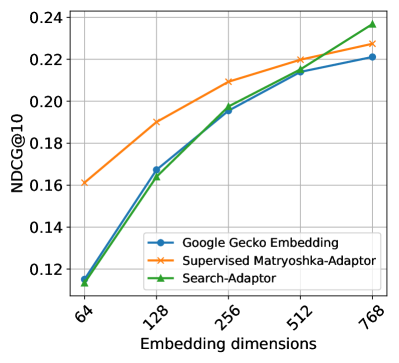 0.24
0.22
0.20
0.18
0.16
0.14
0.12
NDCG@10
Google Gecko Embedding
Supervised Matryoshka-Adaptor
Search-Adaptor
64
128
256
512
768
Embedding dimensions